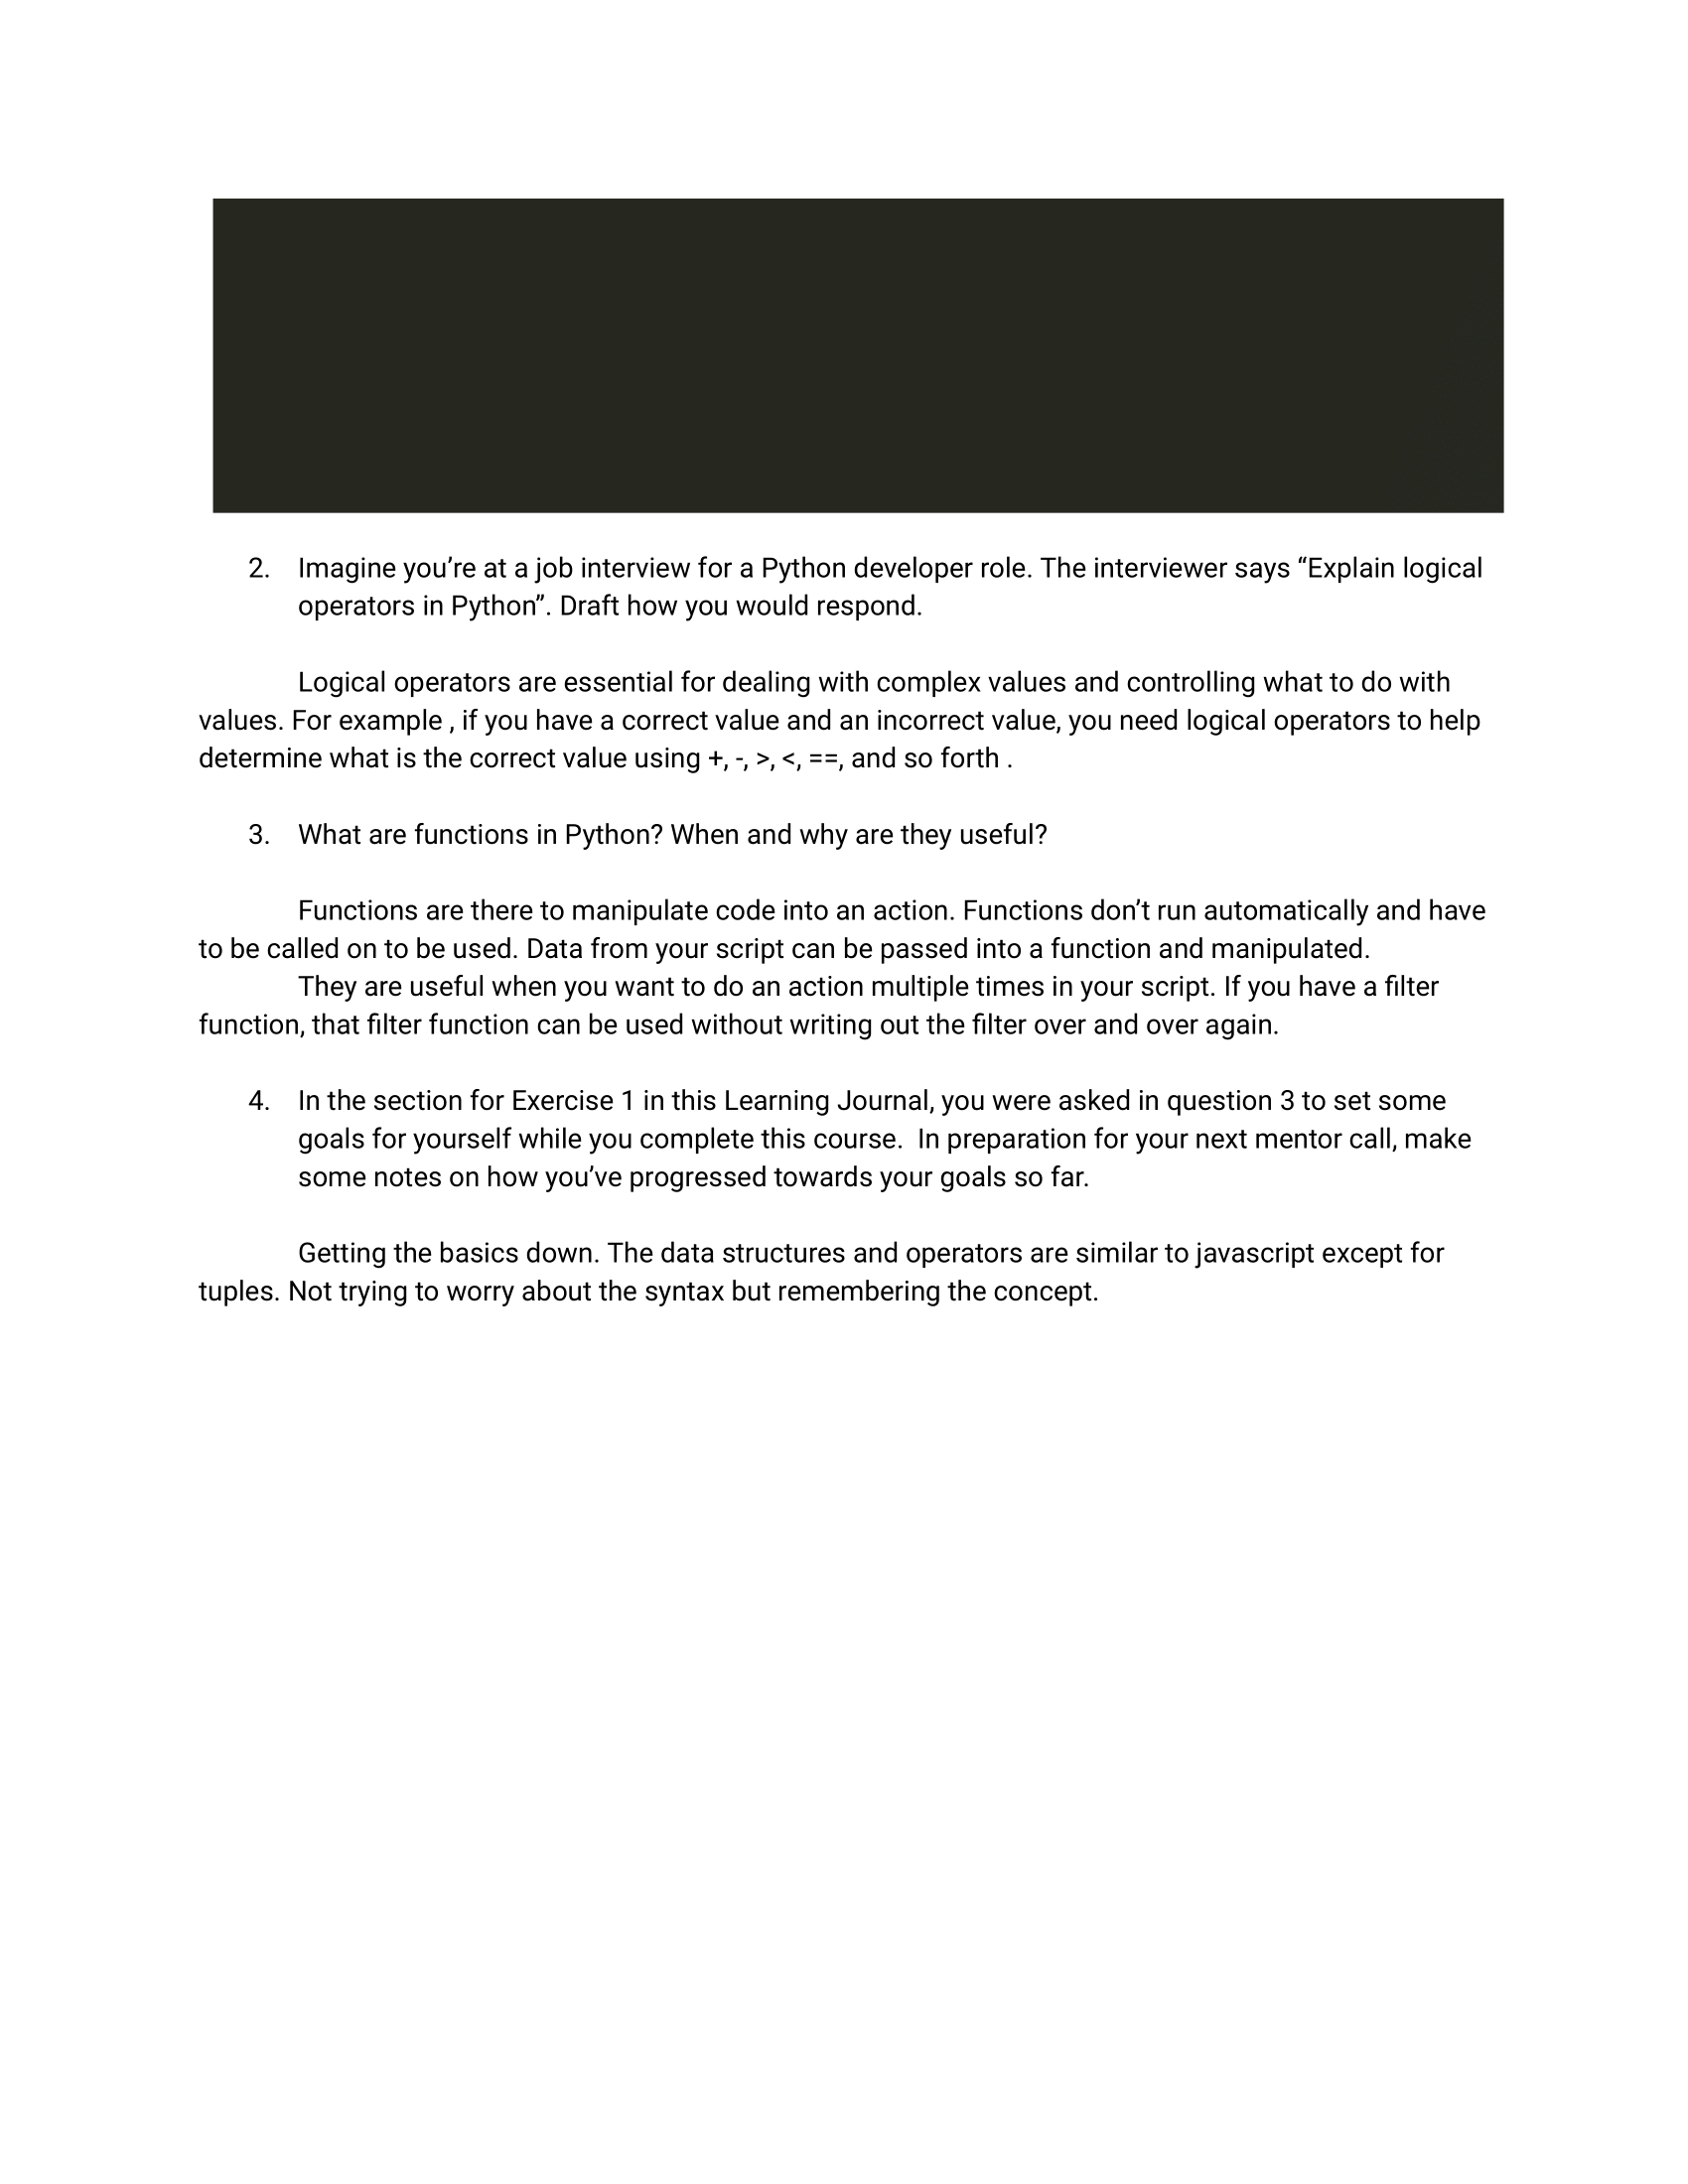 2. Imagine you’re at a job interview for a Python developer role. The interviewer says “Explain logical
operators in Python”. Draft how you would respond.
Logical operators are essential for dealing with complex values and controlling what to do with
values. For example , if you have a correct value and an incorrect value, you need logical operators to help
determine what is the correct value using +, -, >, <, ==, and so forth .
3. What are functions in Python? When and why are they useful?
Functions are there to manipulate code into an action. Functions don’t run automatically and have
to be called on to be used. Data from your script can be passed into a function and manipulated.
They are useful when you want to do an action multiple times in your script. If you have a filter
function, that filter function can be used without writing out the filter over and over again.
4. In the section for Exercise 1 in this Learning Journal, you were asked in question 3 to set some
goals for yourself while you complete this course.  In preparation for your next mentor call, make
some notes on how you’ve progressed towards your goals so far.
Getting the basics down. The data structures and operators are similar to javascript except for
tuples. Not trying to worry about the syntax but remembering the concept.